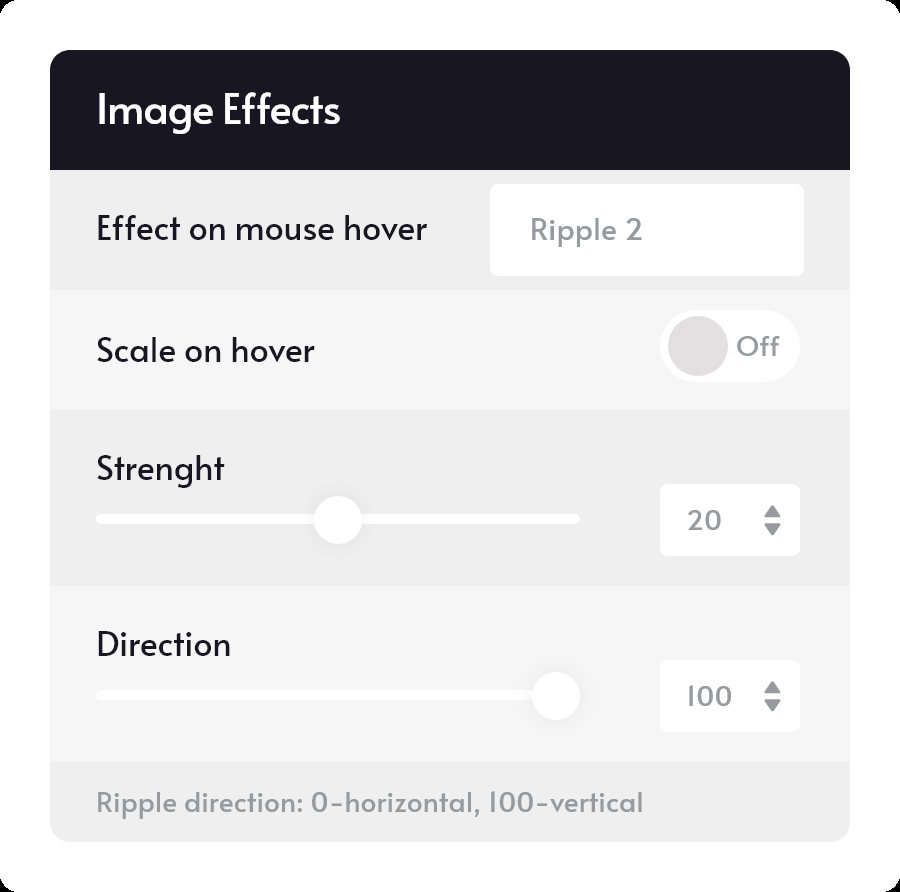 Image Effects
Effect on mouse hover
Ripple 2
Scale on hover
Off
Strenght
20
Direction
100
Ripple direction: 0-horizontal, 100-vertical